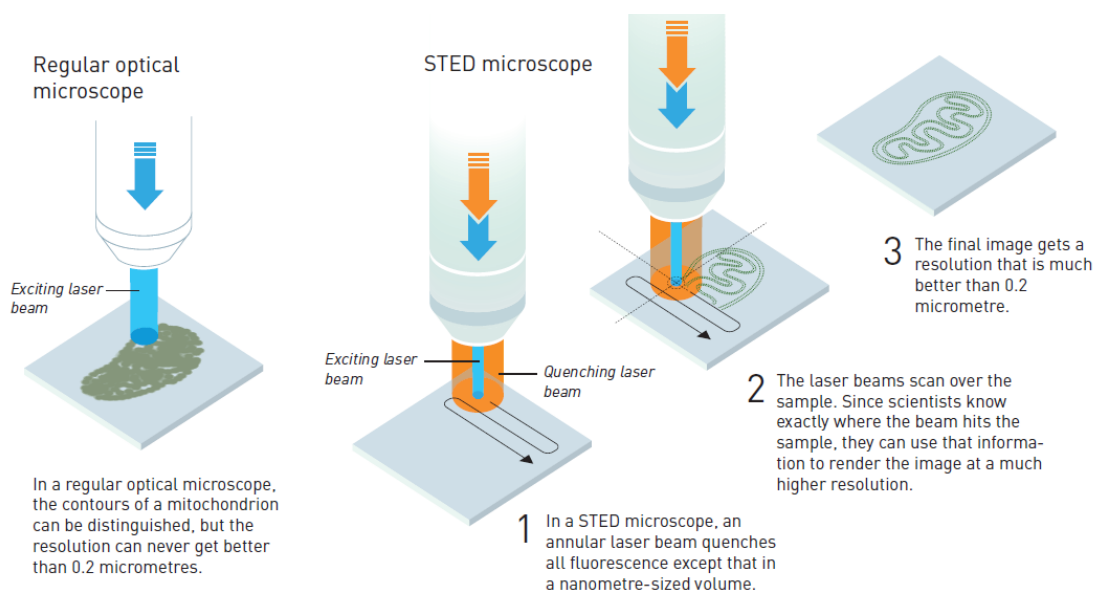 Regular optical
microscope
Exciting laser
beam
In a regular optical microscope,
the contours of a mitochondrion
can be distinguished, but the
resolution can never get better
than 0.2 micrometres.
STED microscope
Exciting laser
beam
Quenching laser
beam
1 In a STED microscope, an
annular laser beam quenches
all fluorescence except that in
a nanometre-sized volume.
2 The laser beams scan over the
sample. Since scientists know
exactly where the beam hits the
sample, they can use that informa-
tion to render the image at a much
higher resolution.
3 The final image gets a
resolution that is much
better than 0.2
micrometre.